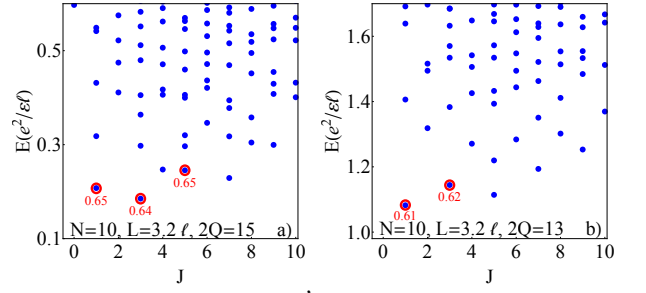 0.5
0.3
0.1
E(e²/εℓ)
0.65
0.64
0.65
N=10, L=3.2 ℓ, 2Q=15 a)
0 2 4 6 8 10
J
1.6
1.4
1.2
1.0
E(e²/εℓ)
0.61
0.62
N=10, L=3.2 ℓ, 2Q=13 b)
0 2 4 6 8 10
J
,